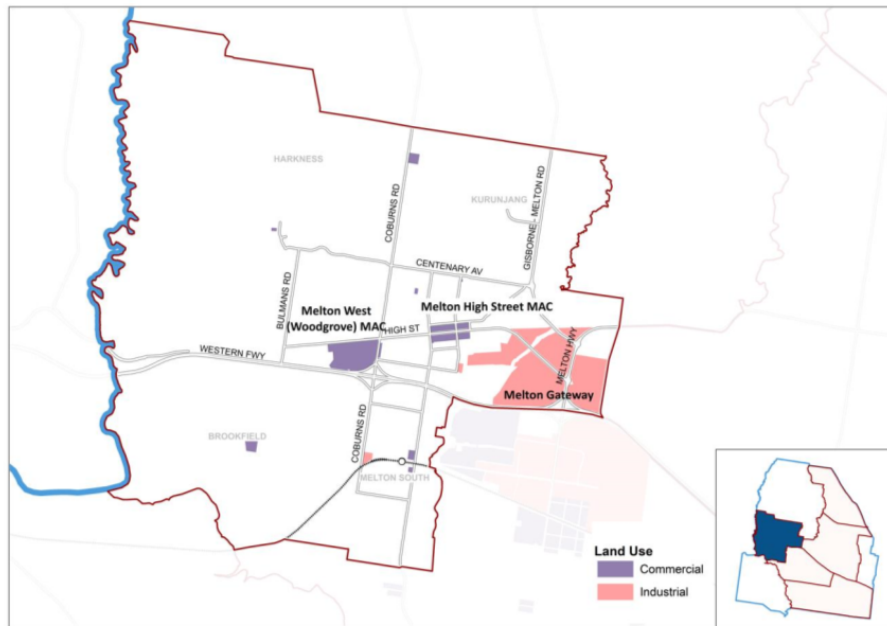 HARKNESS
COBURNS RD
KURUNJANG
GISBORNE - MELTON RD
CENTENARY AV
BULMANS RD
Melton West
(Woodgrove) MAC
Melton High Street MAC
HIGH ST
WESTERN FWY
MELTON HWY
Melton Gateway
BROOKFIELD
COBURNS RD
MELTON SOUTH
Land Use
Commercial
Industrial